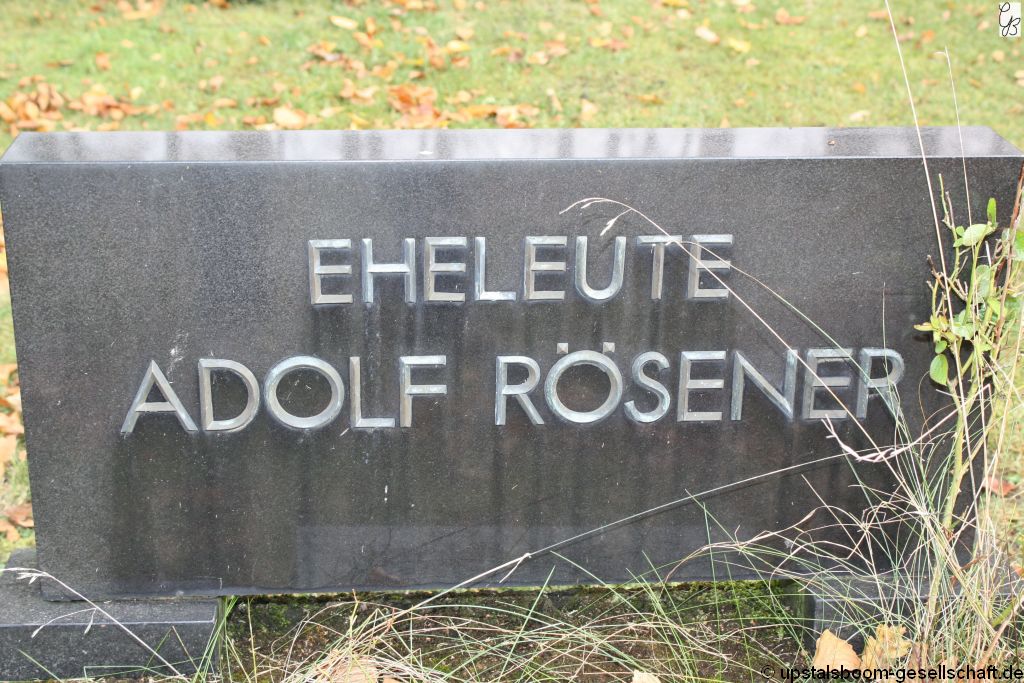 EHELEUTE
ADOLF RÖSENER
© upstalsboom-gesellschaft.de